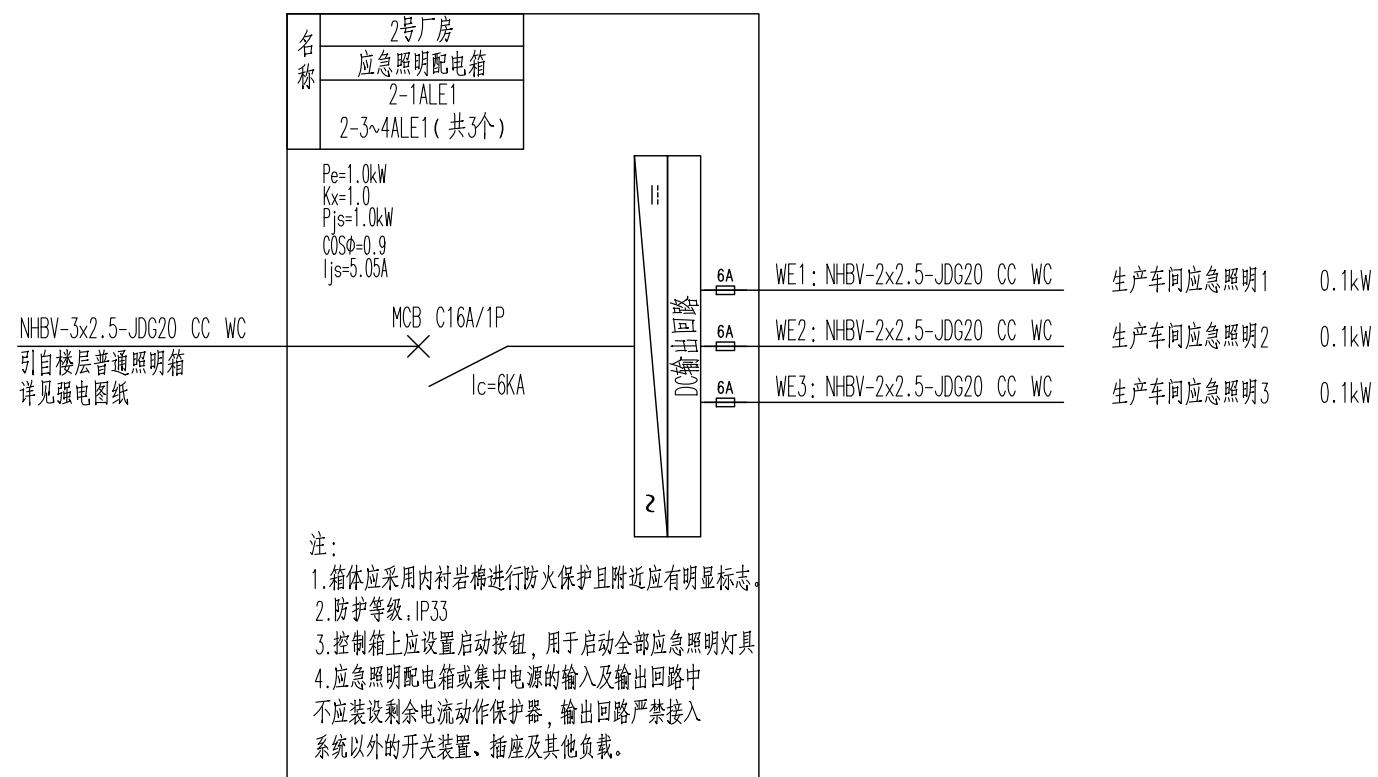 名称
2号厂房
应急照明配电箱
2-1ALE1
2-3~4ALE1(共3个)
Pe=1.0kW
Kx=1.0
Pjs=1.0kW
COSΦ=0.9
Ijs=5.05A
NHBV-3x2.5-JDG20 CC WC
引自楼层普通照明箱
详见强电图纸
MCB C16A/1P
Ic=6KA
DC输出回路
6A WE1: NHBV-2x2.5-JDG20 CC WC 生产车间应急照明1 0.1kW
6A WE2: NHBV-2x2.5-JDG20 CC WC 生产车间应急照明2 0.1kW
6A WE3: NHBV-2x2.5-JDG20 CC WC 生产车间应急照明3 0.1kW
注:
1.箱体应采用内衬岩棉进行防火保护且附近应有明显标志。
2.防护等级:IP33
3.控制箱上应设置启动按钮,用于启动全部应急照明灯具
4.应急照明配电箱或集中电源的输入及输出回路中
不应装设剩余电流动作保护器,输出回路严禁接入
系统以外的开关装置、插座及其他负载。